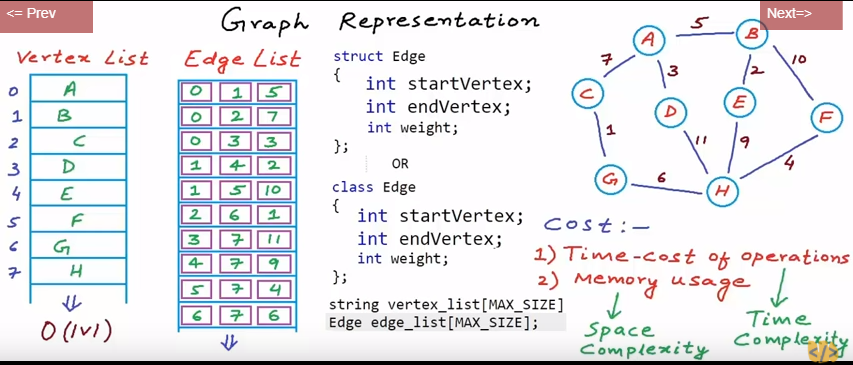 <= Prev
Graph Representation
Next=>
Vertex List
0 A
1 B
2 C
3 D
4 E
5 F
6 G
7 H
O(|v|)
Edge List
0 1 5
0 2 7
0 3 3
1 4 2
1 5 10
2 6 1
3 7 11
4 7 9
5 7 4
6 7 6
struct Edge
{
int startVertex;
int endVertex;
int weight;
};
OR
class Edge
{
int startVertex;
int endVertex;
int weight;
};
string vertex_list[MAX_SIZE]
Edge edge_list[MAX_SIZE];
A 5 B
7 3 2 10
C D E F
1 11 9 4
G 6 H
Cost:-
1) Time-cost of operations
2) Memory usage
Space
Complexity
Time
Complexity
</>